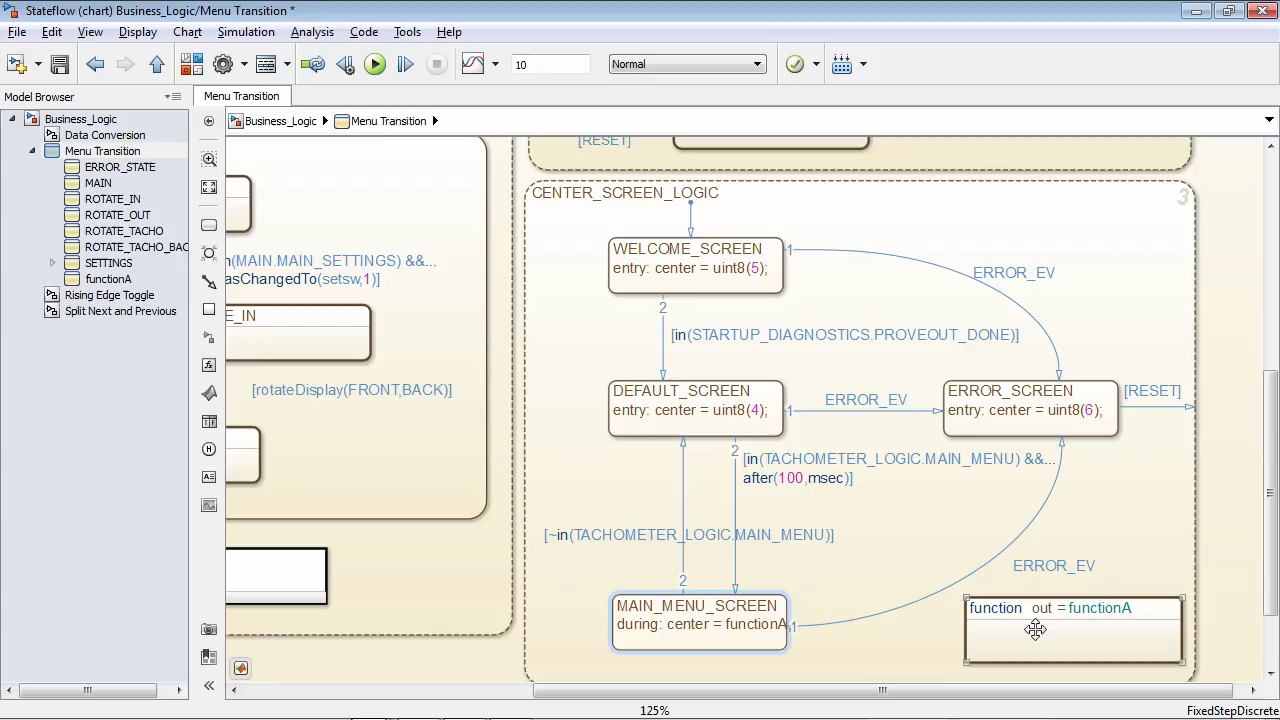 Stateflow (chart) Business_Logic/Menu Transition *
File Edit View Display Chart Simulation Analysis Code Tools Help
10
Normal
Model Browser
Menu Transition
Business_Logic
Menu Transition
Business_Logic
Data Conversion
Menu Transition
ERROR_STATE
MAIN
ROTATE_IN
ROTATE_OUT
ROTATE_TACHO
ROTATE_TACHO_BAC
SETTINGS
functionA
Rising Edge Toggle
Split Next and Previous
n(MAIN.MAIN_SETTINGS) &&...
asChangedTo(setsw,1)]
E_IN
[rotateDisplay(FRONT,BACK)]
[RESET]
CENTER_SCREEN_LOGIC
3
WELCOME_SCREEN
entry: center = uint8(5);
1
ERROR_EV
2
[in(STARTUP_DIAGNOSTICS.PROVEOUT_DONE)]
DEFAULT_SCREEN
entry: center = uint8(4);
1
ERROR_EV
ERROR_SCREEN
entry: center = uint8(6);
[RESET]
2
[in(TACHOMETER_LOGIC.MAIN_MENU) &&...
after(100,msec)]
[~in(TACHOMETER_LOGIC.MAIN_MENU)]
ERROR_EV
2
MAIN_MENU_SCREEN
during: center = functionA
1
function out = functionA
125%
FixedStepDiscrete